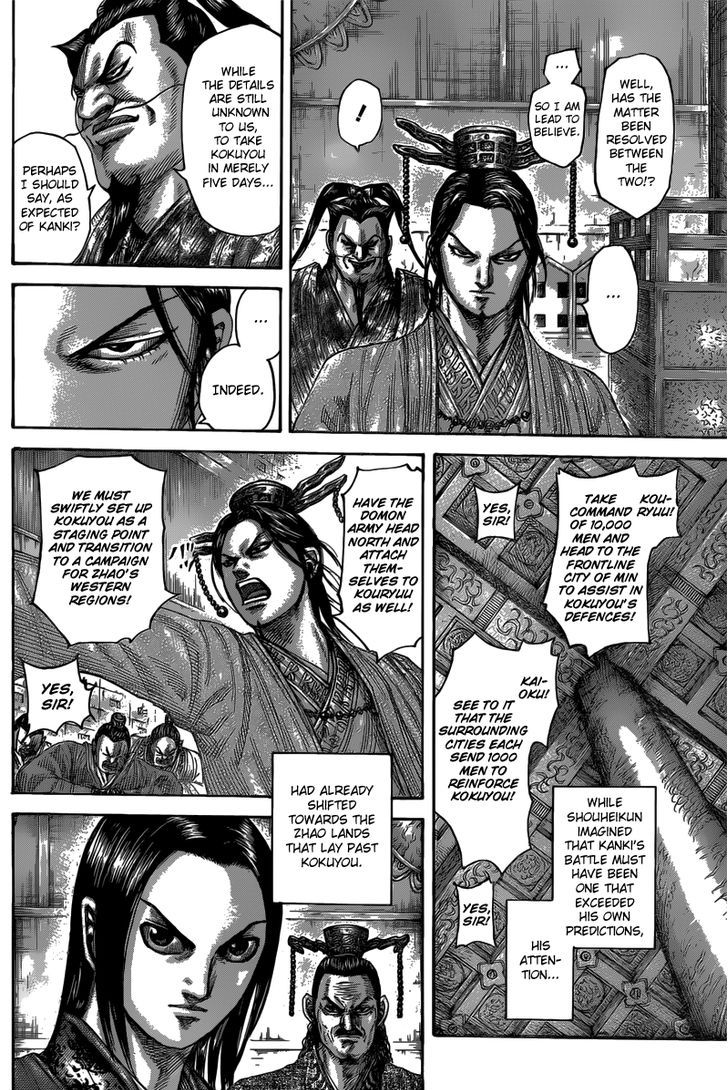 WELL,
HAS THE
MATTER
BEEN
RESOLVED
BETWEEN
THE
TWO!?
...
SO I AM
LEAD TO
BELIEVE.
!
...
WHILE
THE DETAILS
ARE STILL
UNKNOWN
TO US,
TO TAKE
KOKUYOU
IN MERELY
FIVE DAYS...
PERHAPS
I SHOULD
SAY, AS
EXPECTED
OF KANKI?
...
INDEED.
KOU-
RYUU!
TAKE
COMMAND
OF 10,000
MEN AND
HEAD TO THE
FRONTLINE
CITY OF MIN
TO ASSIST IN
KOKUYOU'S
DEFENCES!
YES,
SIR!
KAI-
OKU!
SEE TO IT
THAT THE
SURROUNDING
CITIES EACH
SEND 1000
MEN TO
REINFORCE
KOKUYOU!
YES,
SIR!
WHILE
SHOUHEIKUN
IMAGINED
THAT KANKI'S
BATTLE MUST
HAVE BEEN
ONE THAT
EXCEEDED
HIS OWN
PREDICTIONS,
HIS
ATTEN-
TION...
HAVE THE
DOMON
ARMY HEAD
NORTH AND
ATTACH
THEM-
SELVES TO
KOURYUU
AS WELL!
WE MUST
SWIFTLY SET UP
KOKUYOU AS A
STAGING POINT
AND TRANSITION
TO A CAMPAIGN
FOR ZHAO'S
WESTERN
REGIONS!
YES,
SIR!
HAD ALREADY
SHIFTED
TOWARDS THE
ZHAO LANDS
THAT LAY PAST
KOKUYOU.